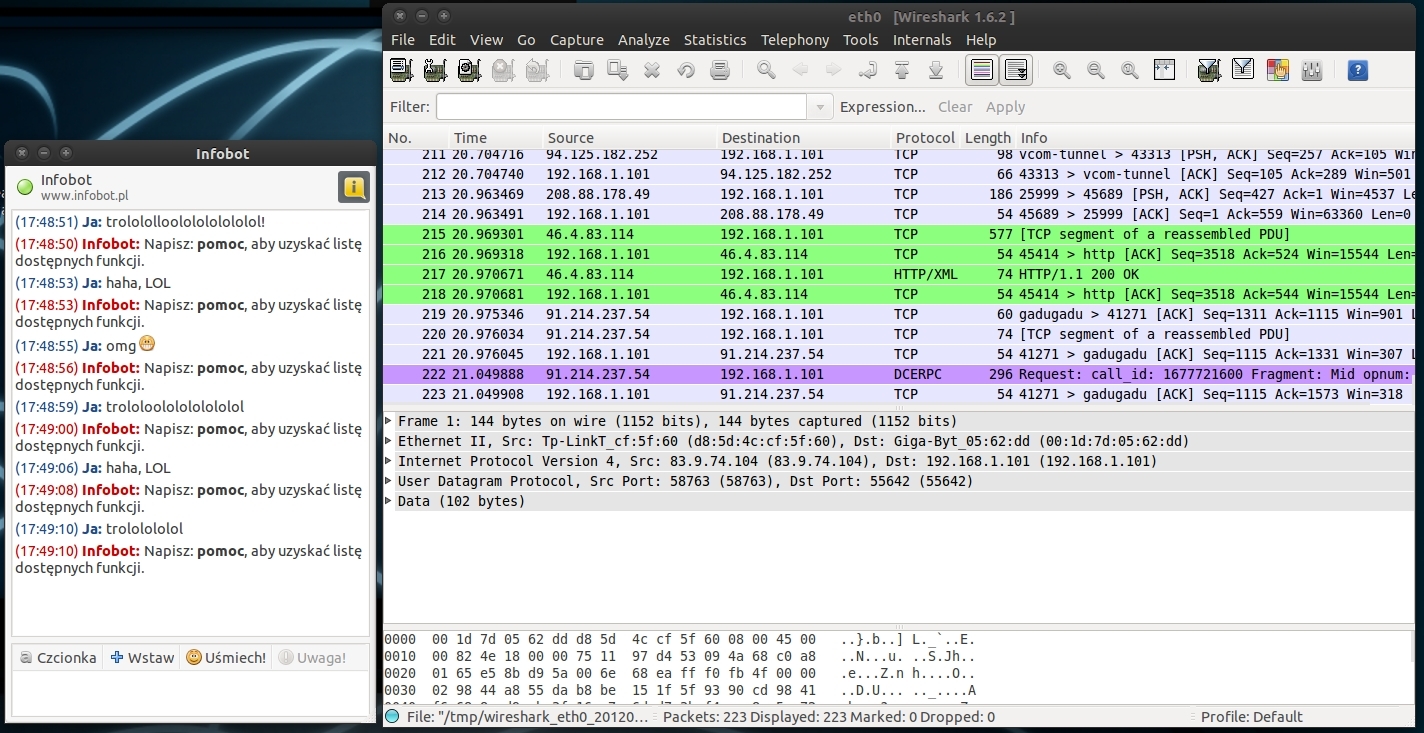 Infobot
Infobot
www.infobot.pl
(17:48:51) Ja: trolololloolololololol!
(17:48:50) Infobot: Napisz: pomoc, aby uzyskać listę
dostępnych funkcji.
(17:48:53) Ja: haha, LOL
(17:48:53) Infobot: Napisz: pomoc, aby uzyskać listę
dostępnych funkcji.
(17:48:55) Ja: omg
(17:48:56) Infobot: Napisz: pomoc, aby uzyskać listę
dostępnych funkcji.
(17:48:59) Ja: trololoolololololol
(17:49:00) Infobot: Napisz: pomoc, aby uzyskać listę
dostępnych funkcji.
(17:49:06) Ja: haha, LOL
(17:49:08) Infobot: Napisz: pomoc, aby uzyskać listę
dostępnych funkcji.
(17:49:10) Ja: trololololol
(17:49:10) Infobot: Napisz: pomoc, aby uzyskać listę
dostępnych funkcji.
a Czcionka Wstaw Uśmiech! Uwaga!
eth0 [Wireshark 1.6.2 ]
File Edit View Go Capture Analyze Statistics Telephony Tools Internals Help
Filter: Expression... Clear Apply
No. Time Source Destination Protocol Length Info
211 20.704716 94.125.182.252 192.168.1.101 TCP 98 vcom-tunnel > 43313 [PSH, ACK] Seq=257 Ack=105 Win
212 20.704740 192.168.1.101 94.125.182.252 TCP 66 43313 > vcom-tunnel [ACK] Seq=105 Ack=289 Win=501
213 20.963469 208.88.178.49 192.168.1.101 TCP 186 25999 > 45689 [PSH, ACK] Seq=427 Ack=1 Win=4537 L
214 20.963491 192.168.1.101 208.88.178.49 TCP 54 45689 > 25999 [ACK] Seq=1 Ack=559 Win=63360 Len=0
215 20.969301 46.4.83.114 192.168.1.101 TCP 577 [TCP segment of a reassembled PDU]
216 20.969318 192.168.1.101 46.4.83.114 TCP 54 45414 > http [ACK] Seq=3518 Ack=524 Win=15544 Len=
217 20.970671 46.4.83.114 192.168.1.101 HTTP/XML 74 HTTP/1.1 200 OK
218 20.970681 192.168.1.101 46.4.83.114 TCP 54 45414 > http [ACK] Seq=3518 Ack=544 Win=15544 Len=
219 20.975346 91.214.237.54 192.168.1.101 TCP 60 gadugadu > 41271 [ACK] Seq=1311 Ack=1115 Win=901 L
220 20.976034 91.214.237.54 192.168.1.101 TCP 74 [TCP segment of a reassembled PDU]
221 20.976045 192.168.1.101 91.214.237.54 TCP 54 41271 > gadugadu [ACK] Seq=1115 Ack=1331 Win=307 L
222 21.049888 91.214.237.54 192.168.1.101 DCERPC 296 Request: call_id: 1677721600 Fragment: Mid opnum:
223 21.049908 192.168.1.101 91.214.237.54 TCP 54 41271 > gadugadu [ACK] Seq=1115 Ack=1573 Win=318
Frame 1: 144 bytes on wire (1152 bits), 144 bytes captured (1152 bits)
Ethernet II, Src: Tp-LinkT_cf:5f:60 (d8:5d:4c:cf:5f:60), Dst: Giga-Byt_05:62:dd (00:1d:7d:05:62:dd)
Internet Protocol Version 4, Src: 83.9.74.104 (83.9.74.104), Dst: 192.168.1.101 (192.168.1.101)
User Datagram Protocol, Src Port: 58763 (58763), Dst Port: 55642 (55642)
Data (102 bytes)
0000 00 1d 7d 05 62 dd d8 5d 4c cf 5f 60 08 00 45 00 ..}.b..] L._`..E.
0010 00 82 4e 18 00 00 75 11 97 d4 53 09 4a 68 c0 a8 ..N...u. ..S.Jh..
0020 01 65 e5 8b d9 5a 00 6e 68 ea ff f0 fb 4f 00 00 .e...Z.n h....O..
0030 02 98 44 a8 55 da b8 be 15 1f 5f 93 90 cd 98 41 ..D.U... .._....A
File: "/tmp/wireshark_eth0_20120... Packets: 223 Displayed: 223 Marked: 0 Dropped: 0 Profile: Default